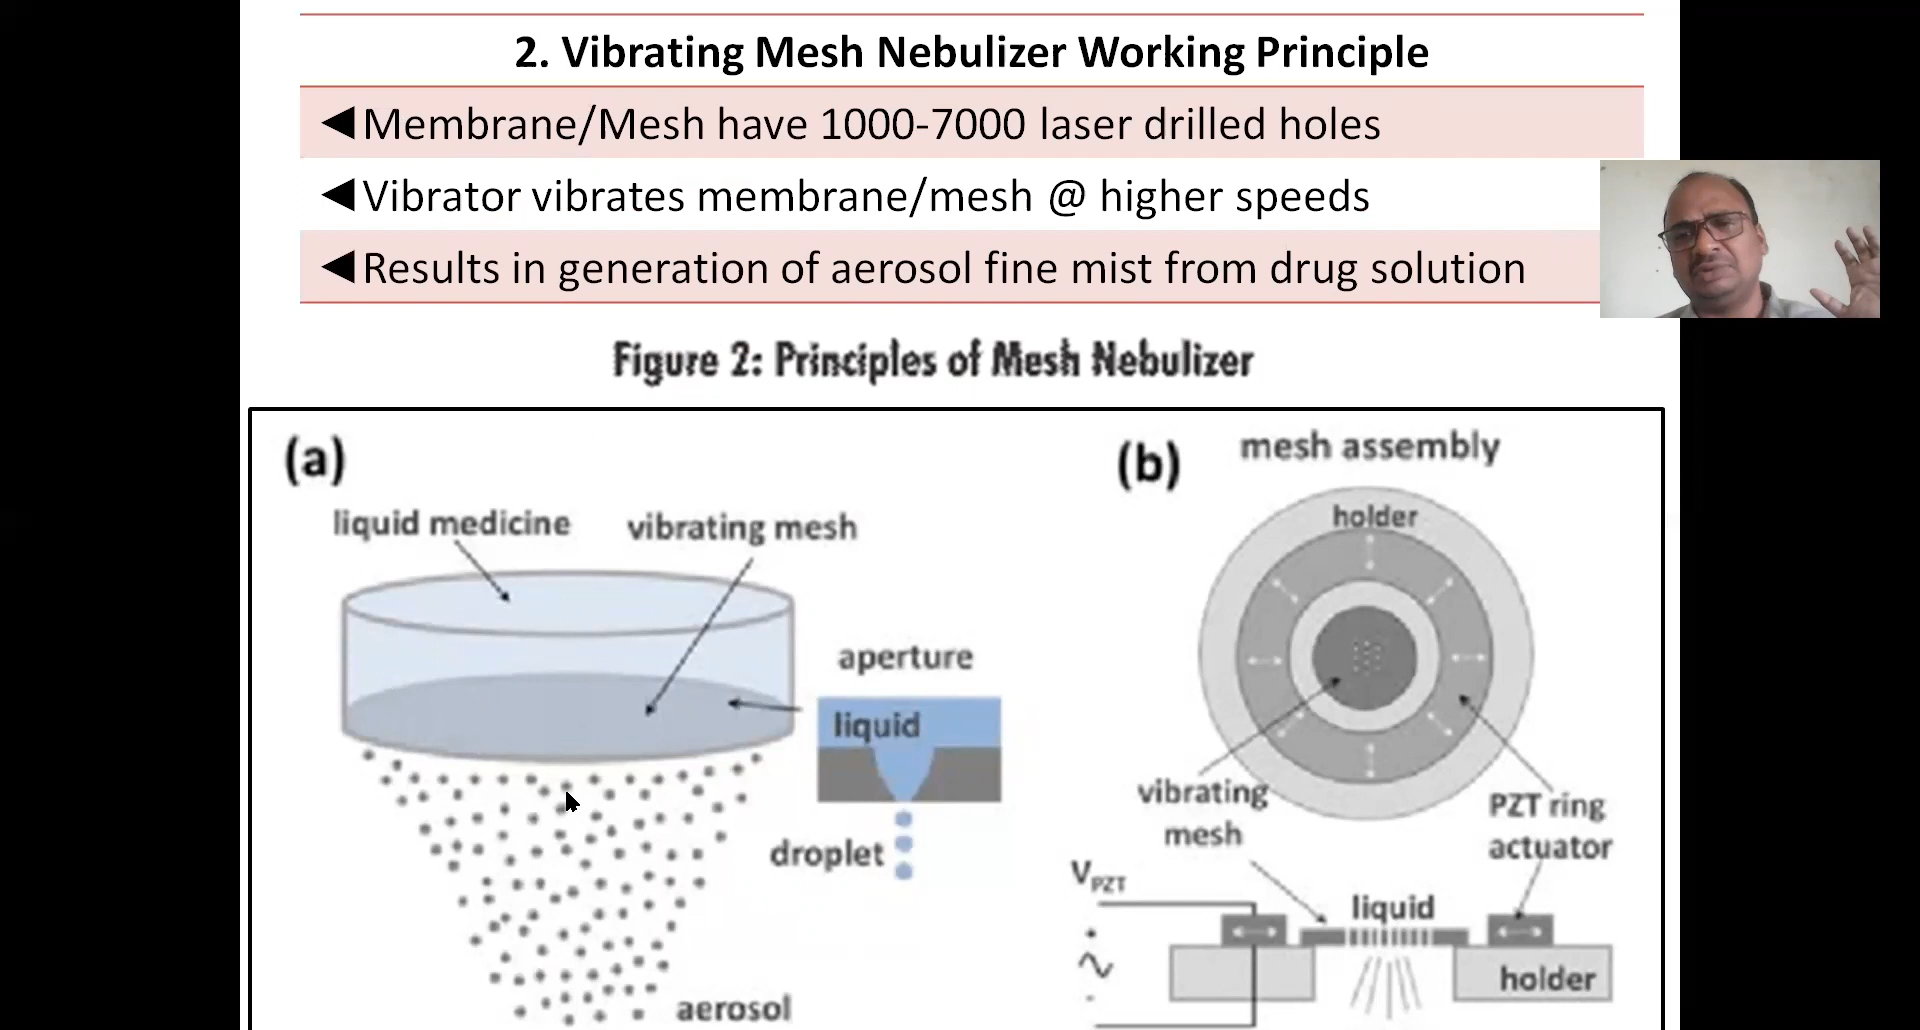 2. Vibrating Mesh Nebulizer Working Principle
◄Membrane/Mesh have 1000-7000 laser drilled holes
◄Vibrator vibrates membrane/mesh @ higher speeds
◄Results in generation of aerosol fine mist from drug solution
Figure 2: Principles of Mesh Nebulizer
(a)
liquid medicine
vibrating mesh
aperture
liquid
droplet
aerosol
(b)
mesh assembly
holder
vibrating
mesh
PZT ring
actuator
VPZT
liquid
holder